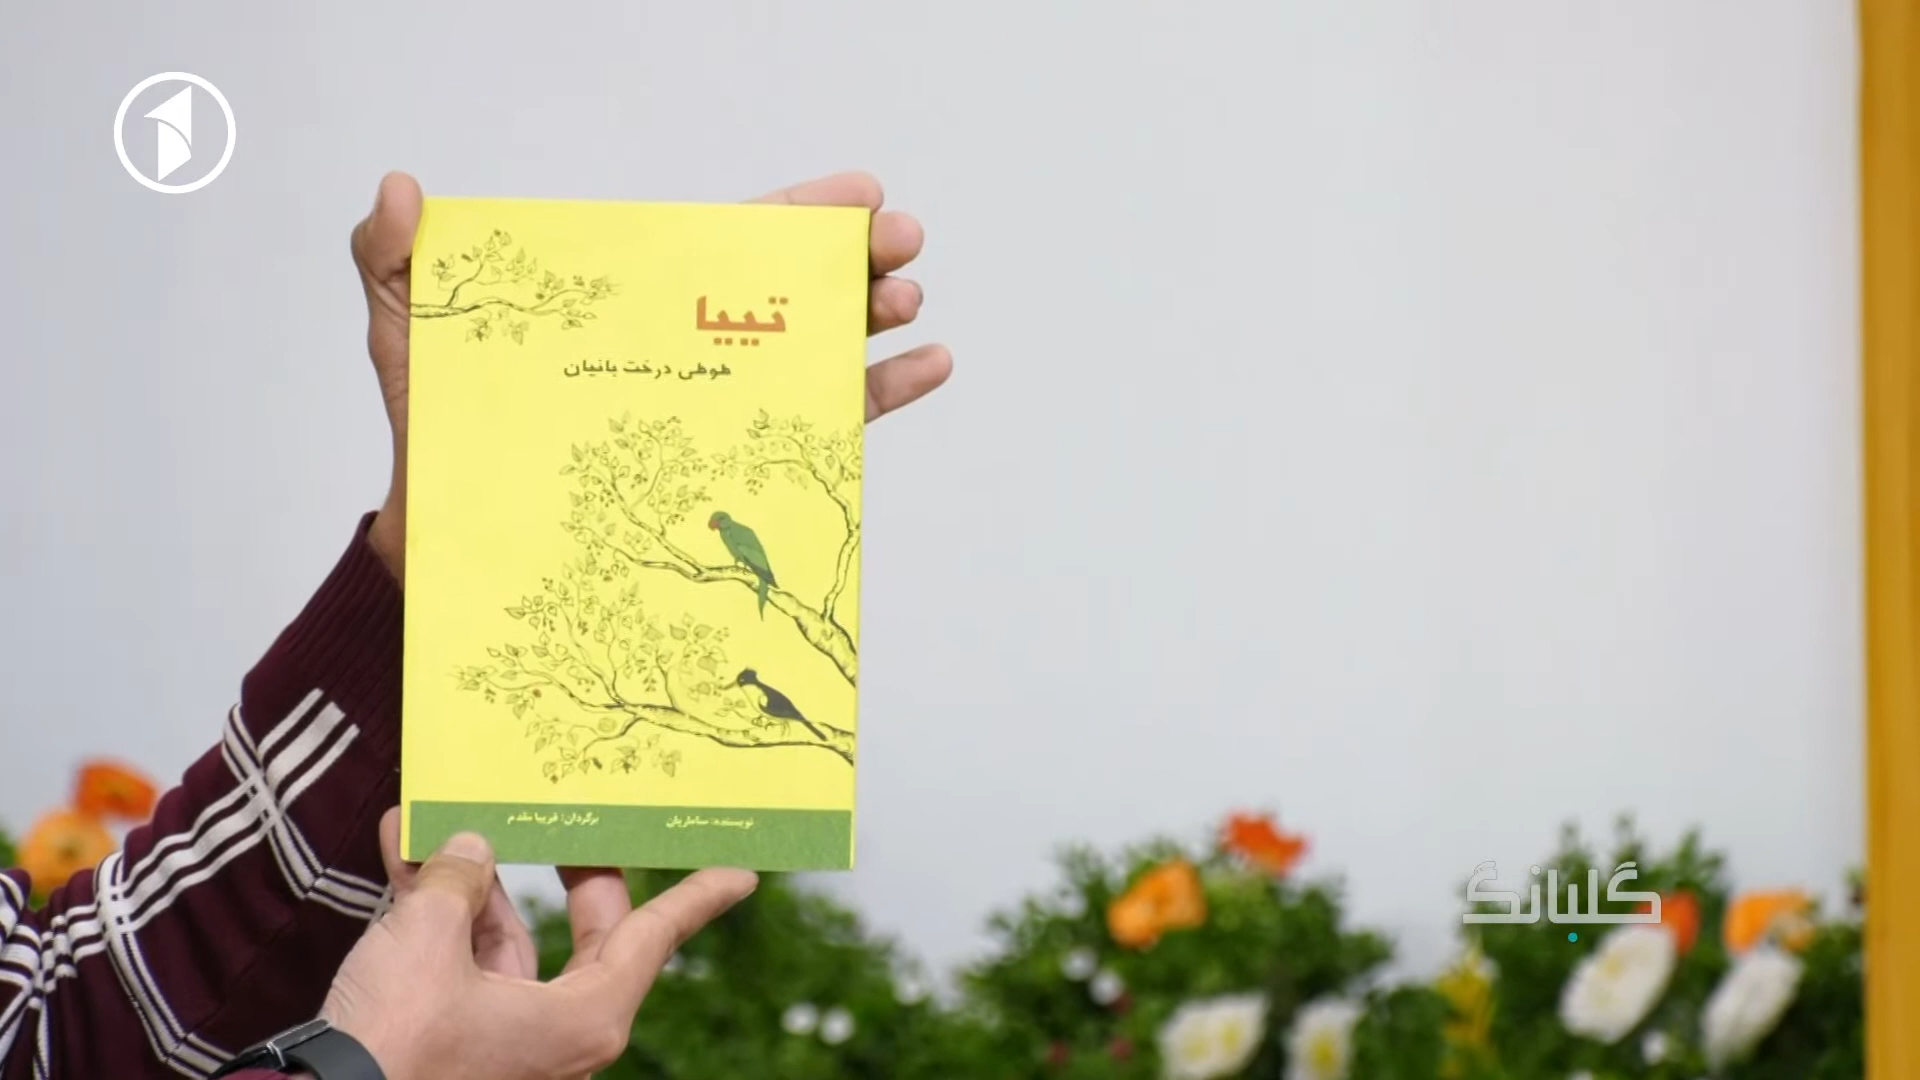 تیپا
طوطی درخت بانیان
نویسنده: ساماریان برگردان: فریبا مقدم
گلبانگ